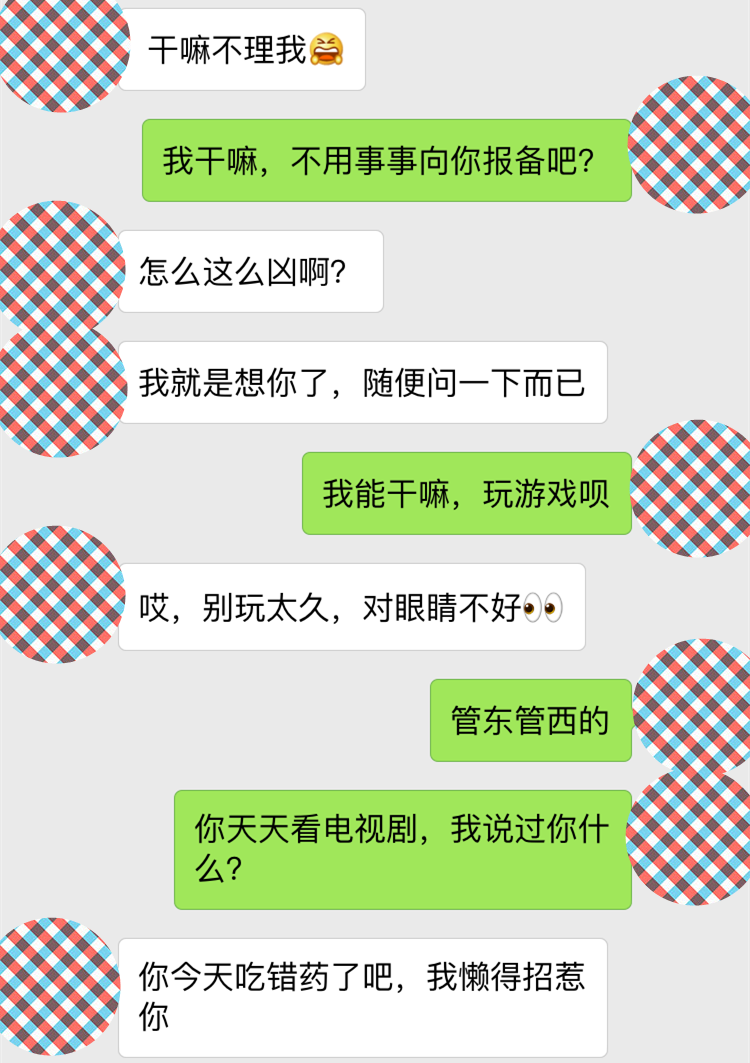 干嘛不理我😝
我干嘛，不用事事向你报备吧？
怎么这么凶啊？
我就是想你了，随便问一下而已
我能干嘛，玩游戏呗
哎，别玩太久，对眼睛不好👀
管东管西的
你天天看电视剧，我说过你什
么？
你今天吃错药了吧，我懒得招惹
你